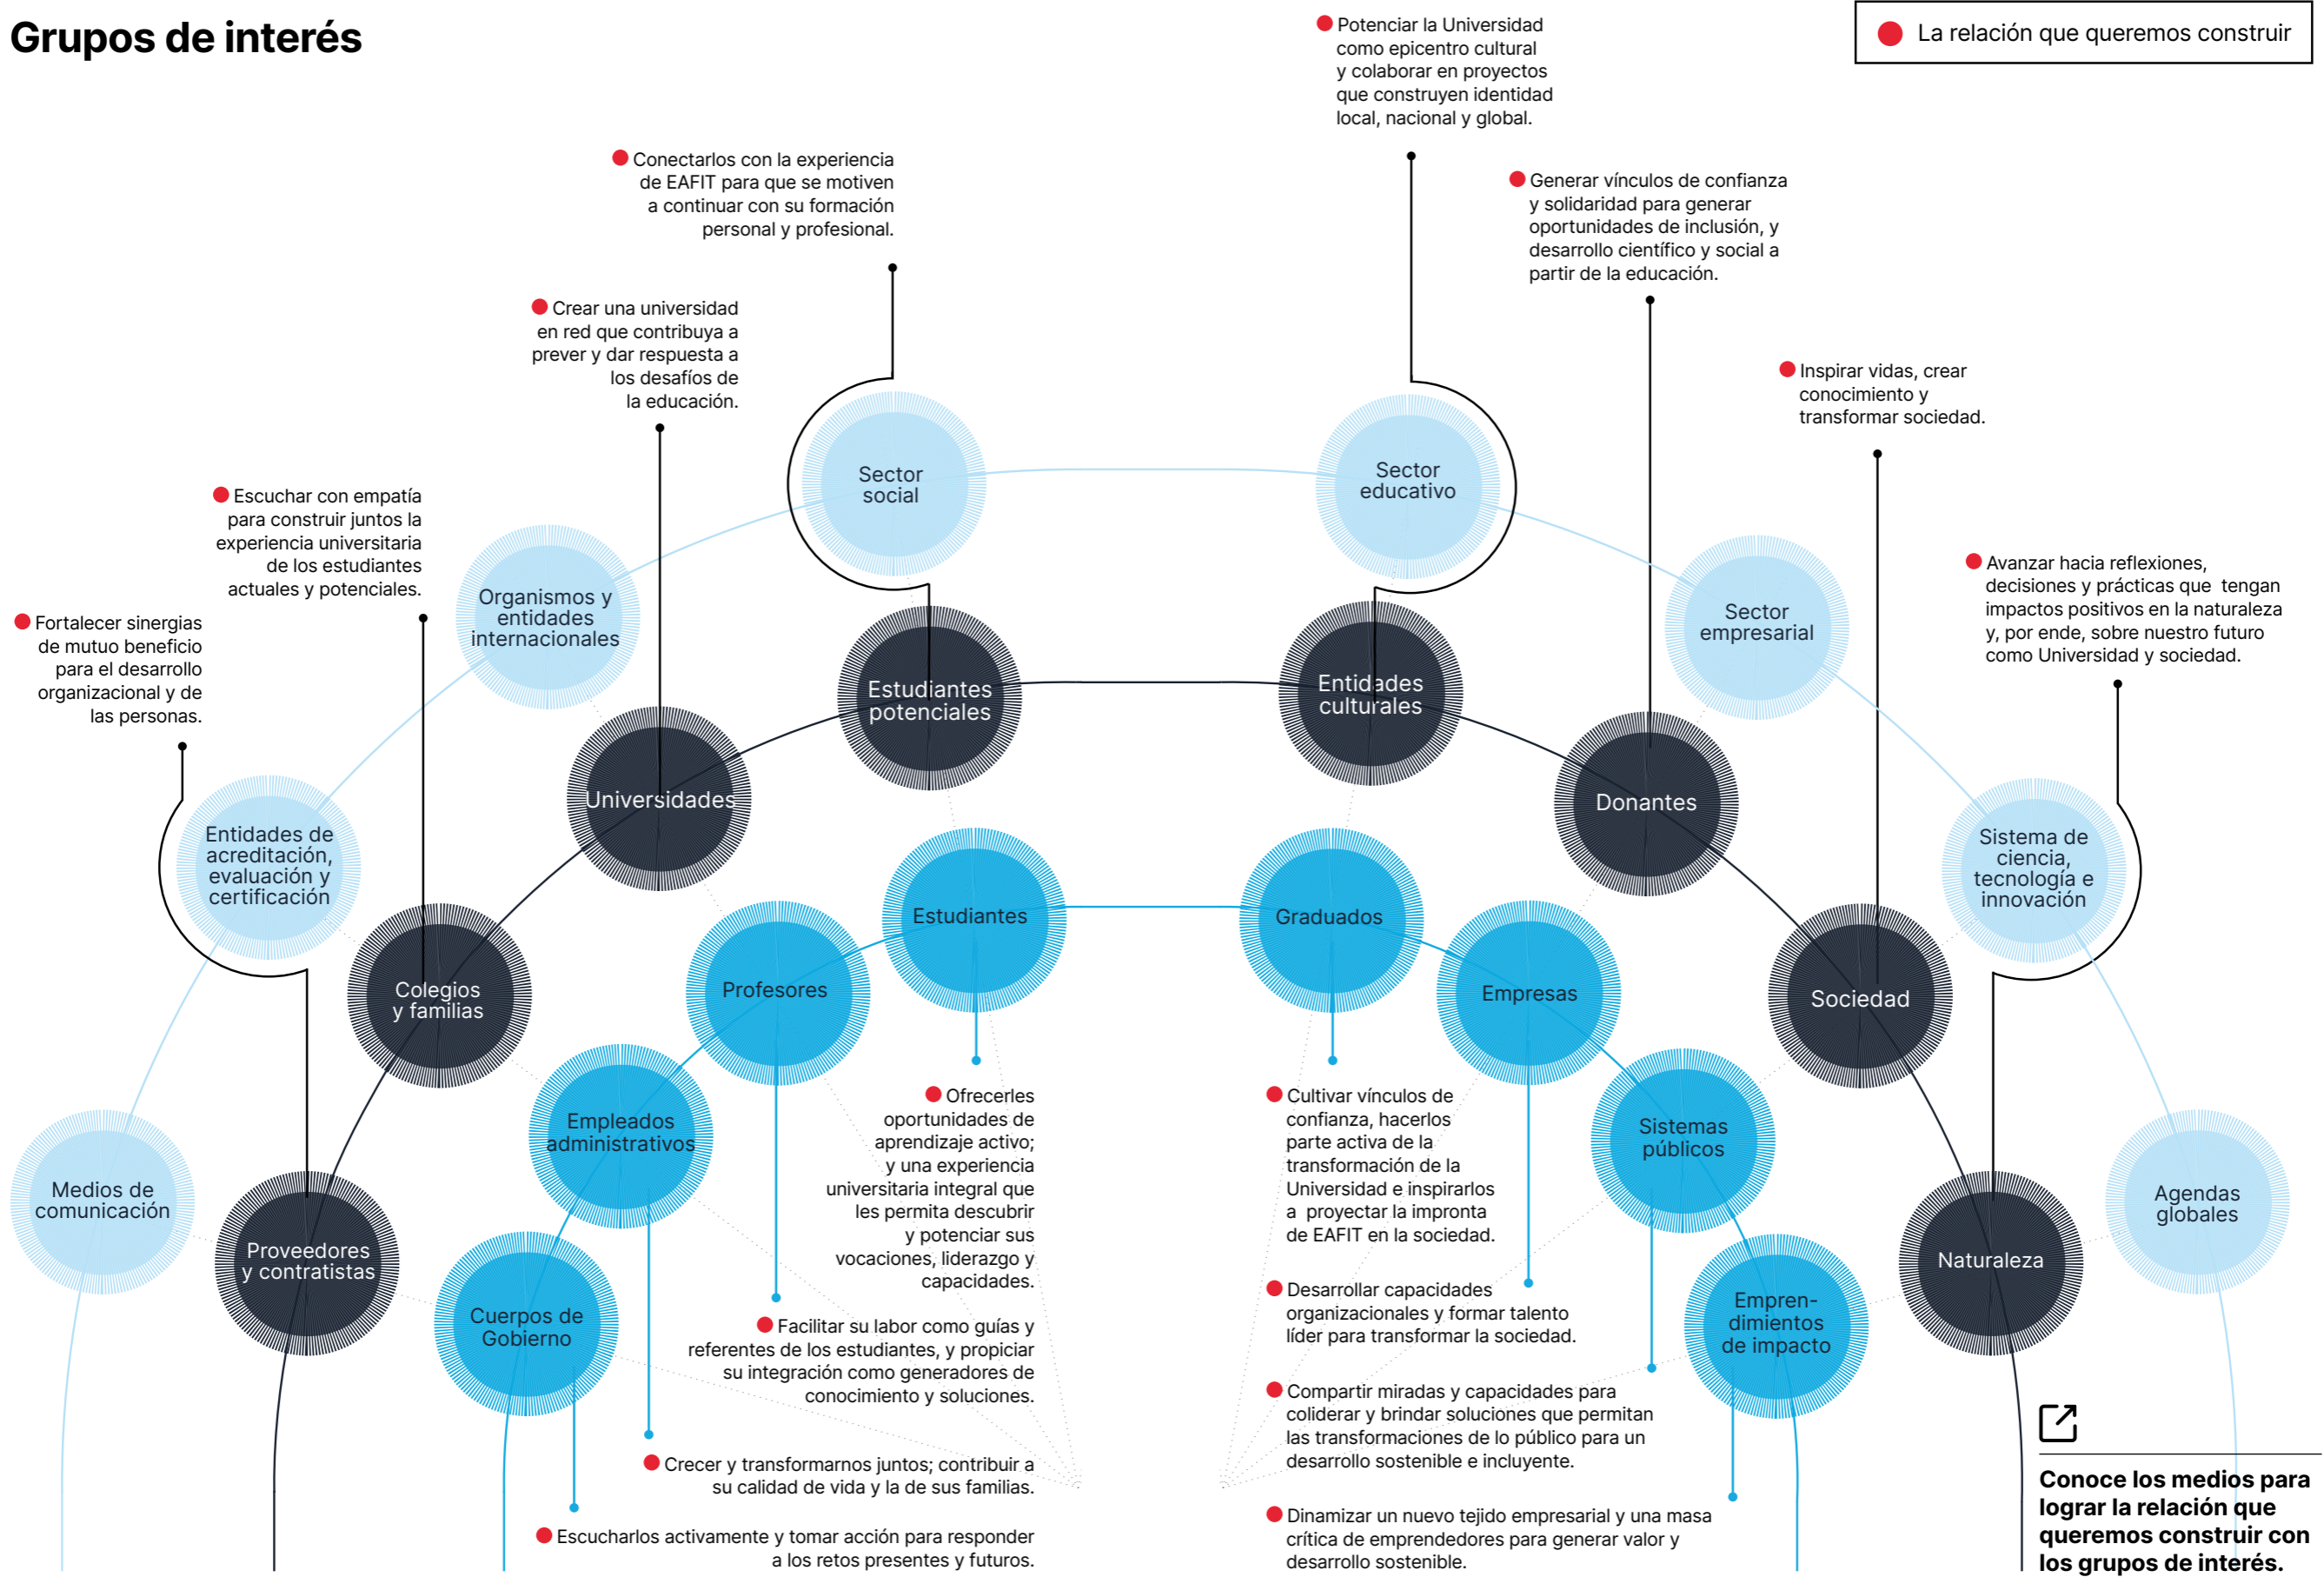 Grupos de interés
La relación que queremos construir
Potenciar la Universidad
como epicentro cultural
y colaborar en proyectos
que construyen identidad
local, nacional y global.
Conectarlos con la experiencia
de EAFIT para que se motiven
a continuar con su formación
personal y profesional.
Generar vínculos de confianza
y solidaridad para generar
oportunidades de inclusión, y
desarrollo científico y social a
partir de la educación.
Crear una universidad
en red que contribuya a
prever y dar respuesta a
los desafíos de
la educación.
Inspirar vidas, crear
conocimiento y
transformar sociedad.
Escuchar con empatía
para construir juntos la
experiencia universitaria
de los estudiantes
actuales y potenciales.
Avanzar hacia reflexiones,
decisiones y prácticas que tengan
impactos positivos en la naturaleza
y, por ende, sobre nuestro futuro
como Universidad y sociedad.
Fortalecer sinergias
de mutuo beneficio
para el desarrollo
organizacional y de
las personas.
Sector
social
Sector
educativo
Organismos y
entidades
internacionales
Sector
empresarial
Entidades de
acreditación,
evaluación y
certificación
Sistema de
ciencia,
tecnología e
innovación
Medios de
comunicación
Agendas
globales
Estudiantes
potenciales
Entidades
culturales
Universidades
Donantes
Colegios
y familias
Sociedad
Proveedores
y contratistas
Naturaleza
Estudiantes
Graduados
Profesores
Empresas
Empleados
administrativos
Sistemas
públicos
Cuerpos de
Gobierno
Empren-
dimientos
de impacto
Ofrecerles
oportunidades de
aprendizaje activo;
y una experiencia
universitaria integral que
les permita descubrir
y potenciar sus
vocaciones, liderazgo y
capacidades.
Facilitar su labor como guías y
referentes de los estudiantes, y propiciar
su integración como generadores de
conocimiento y soluciones.
Crecer y transformarnos juntos; contribuir a
su calidad de vida y la de sus familias.
Escucharlos activamente y tomar acción para responder
a los retos presentes y futuros.
Cultivar vínculos de
confianza, hacerlos
parte activa de la
transformación de la
Universidad e inspirarlos
a proyectar la impronta
de EAFIT en la sociedad.
Desarrollar capacidades
organizacionales y formar talento
líder para transformar la sociedad.
Compartir miradas y capacidades para
coliderar y brindar soluciones que permitan
las transformaciones de lo público para un
desarrollo sostenible e incluyente.
Dinamizar un nuevo tejido empresarial y una masa
crítica de emprendedores para generar valor y
desarrollo sostenible.
Conoce los medios para
lograr la relación que
queremos construir con
los grupos de interés.